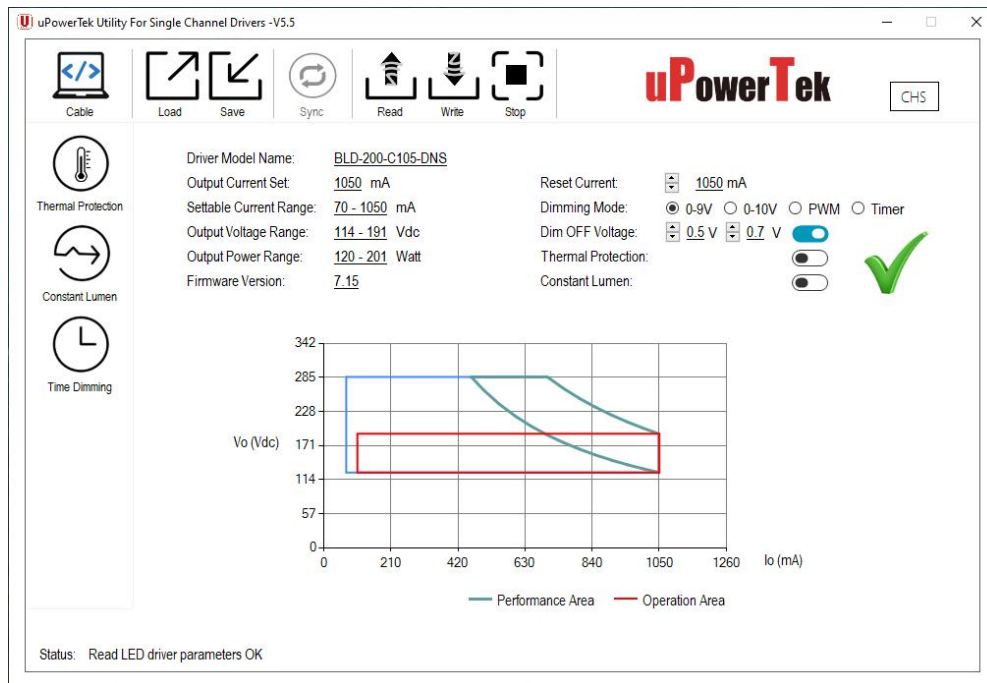 uPowerTek Utility For Single Channel Drivers -V5.5
Cable
Load
Save
Sync
Read
Write
Stop
uPowerTek
CHS
Thermal Protection
Constant Lumen
Time Dimming
Driver Model Name: BLD-200-C105-DNS
Output Current Set: 1050 mA
Settable Current Range: 70 - 1050 mA
Output Voltage Range: 114 - 191 Vdc
Output Power Range: 120 - 201 Watt
Firmware Version: 7.15
Reset Current: 1050 mA
Dimming Mode: 0-9V 0-10V PWM Timer
Dim OFF Voltage: 0.5 V 0.7 V
Thermal Protection:
Constant Lumen:
342
285
228
Vo (Vdc) 171
114
57
0
0 210 420 630 840 1050 1260 Io (mA)
Performance Area Operation Area
Status: Read LED driver parameters OK